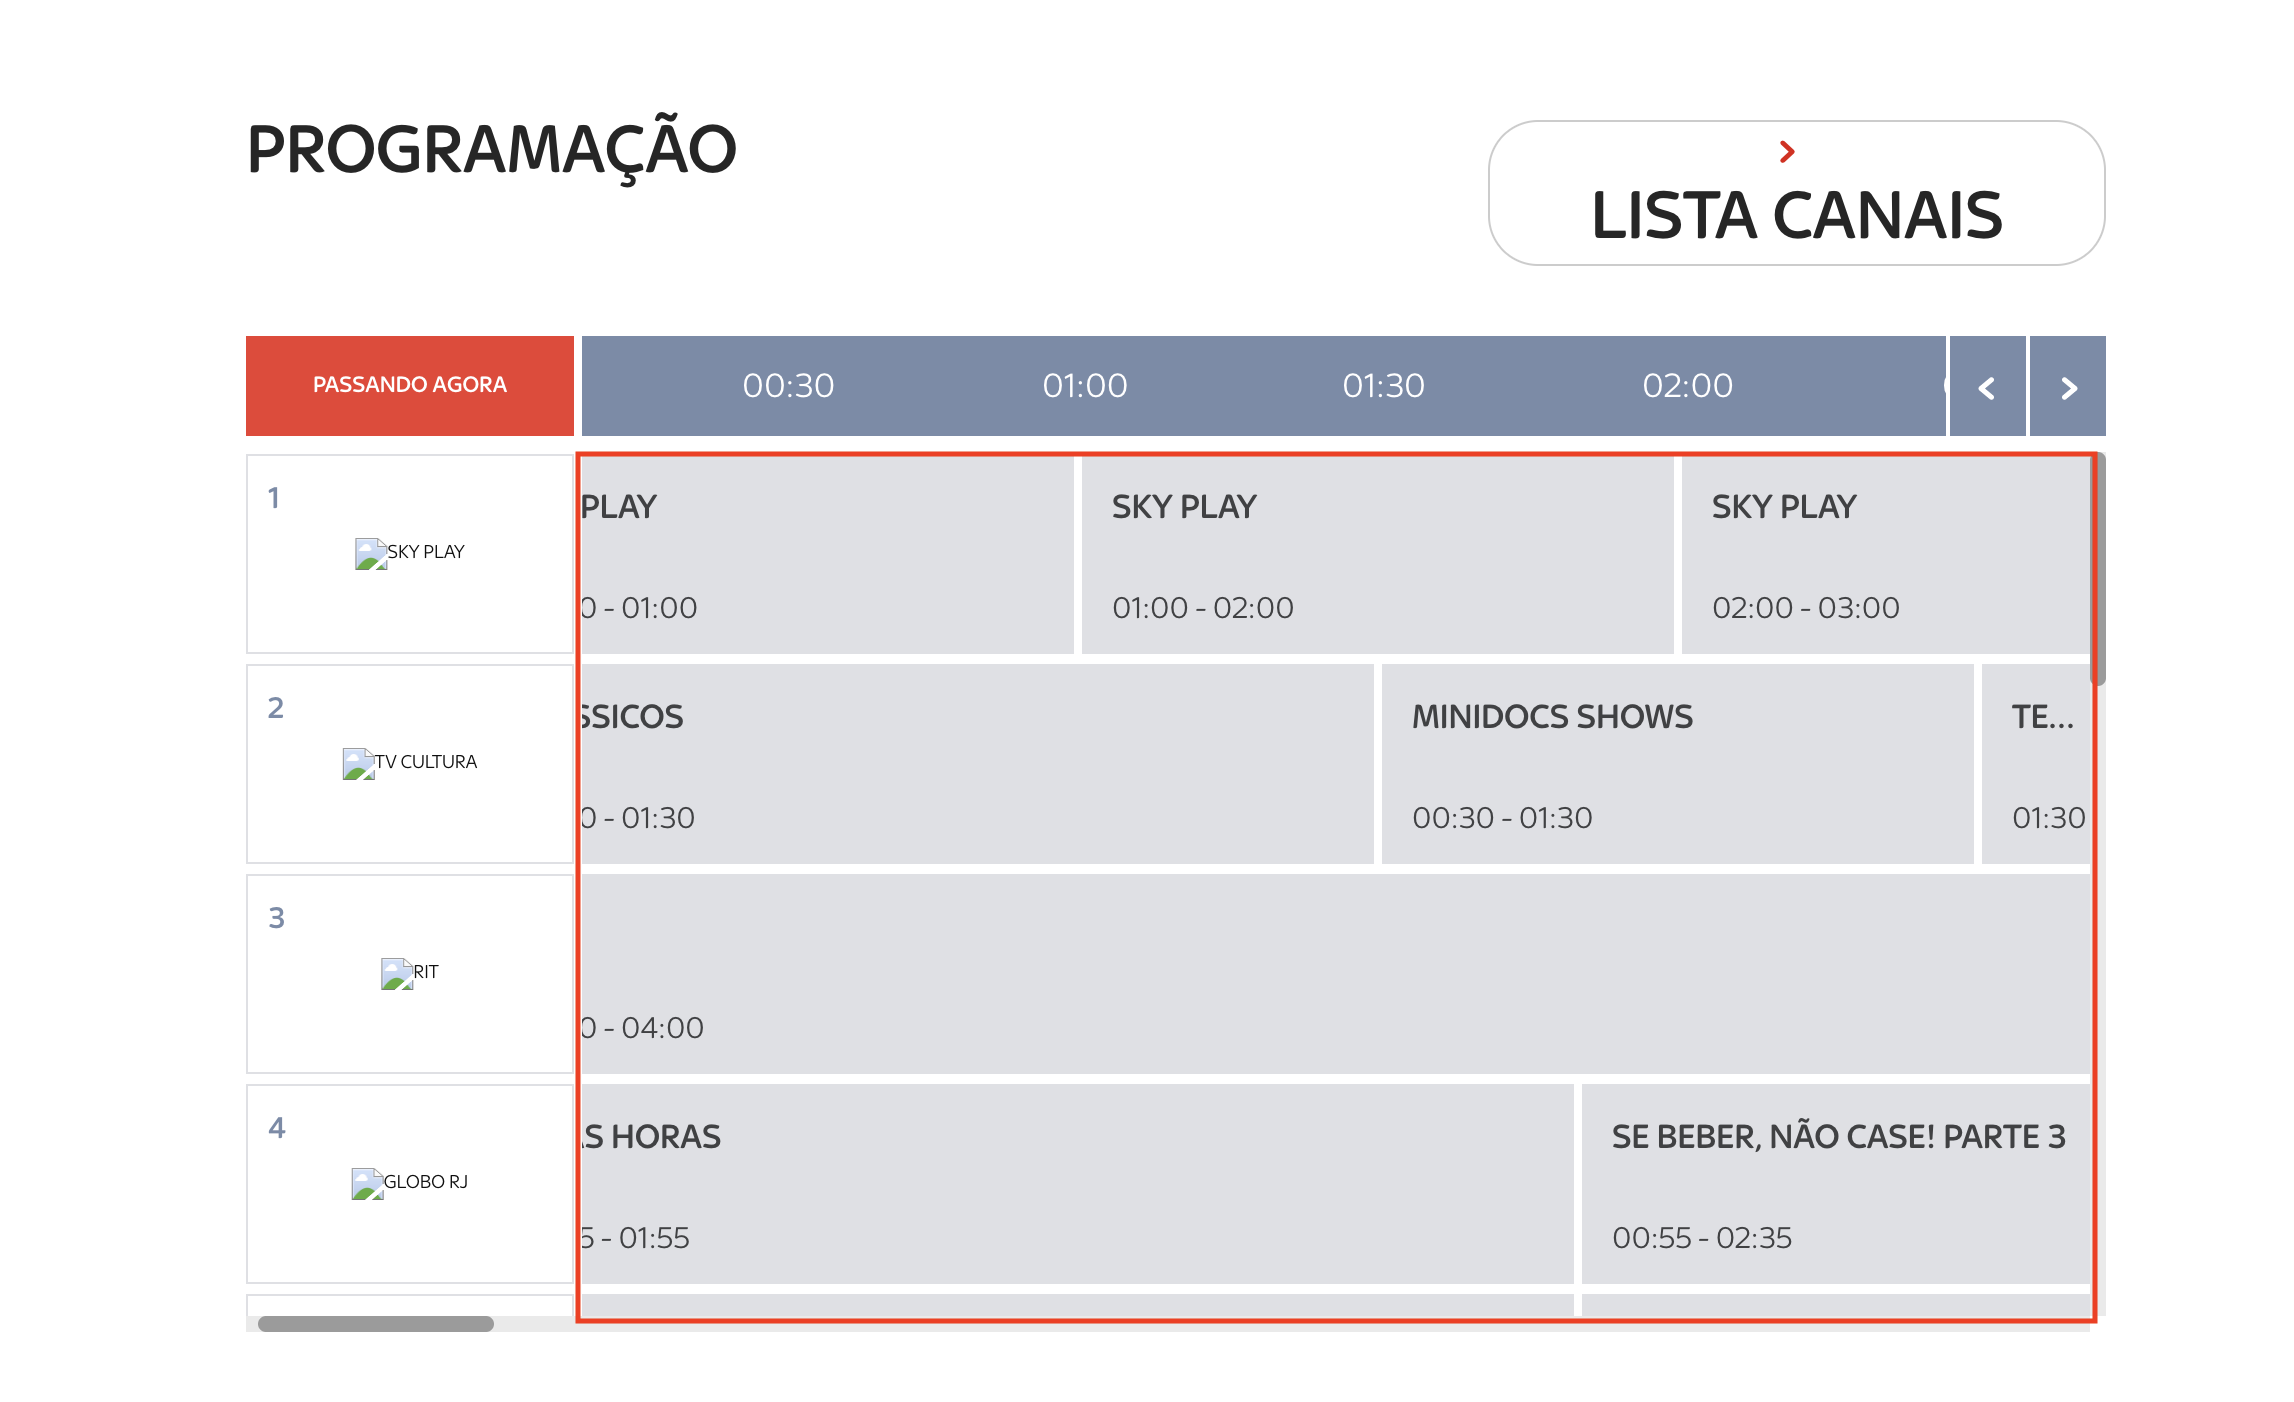 PROGRAMAÇÃO
LISTA CANAIS
PASSANDO AGORA
00:30
01:00
01:30
02:00
1
SKY PLAY
PLAY
0 - 01:00
SKY PLAY
01:00 - 02:00
SKY PLAY
02:00 - 03:00
2
TV CULTURA
SSICOS
0 - 01:30
MINIDOCS SHOWS
00:30 - 01:30
TE...
01:30
3
RIT
0 - 04:00
4
GLOBO RJ
AS HORAS
5 - 01:55
SE BEBER, NÃO CASE! PARTE 3
00:55 - 02:35